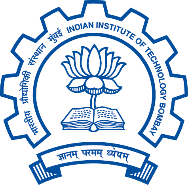 भारतीय प्रौद्योगिकी संस्थान मुंबई
INDIAN INSTITUTE OF TECHNOLOGY BOMBAY
ज्ञानम् परमम् ध्येयम्